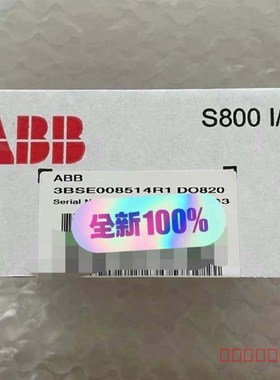 ABB
S800 I/
ABB
3BSE008514R1 DO820
Serial N
全新100%